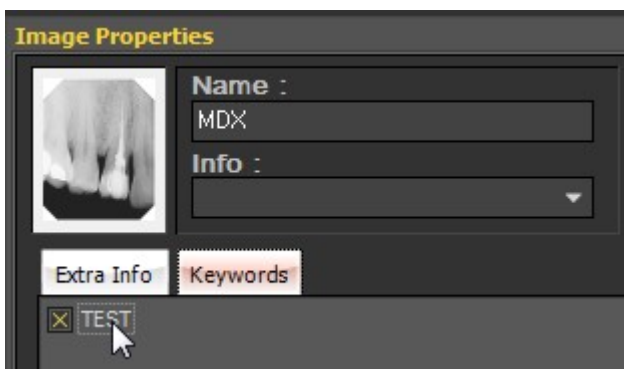 Image Properties
Name :
MDX
Info :
Extra Info
Keywords
TEST